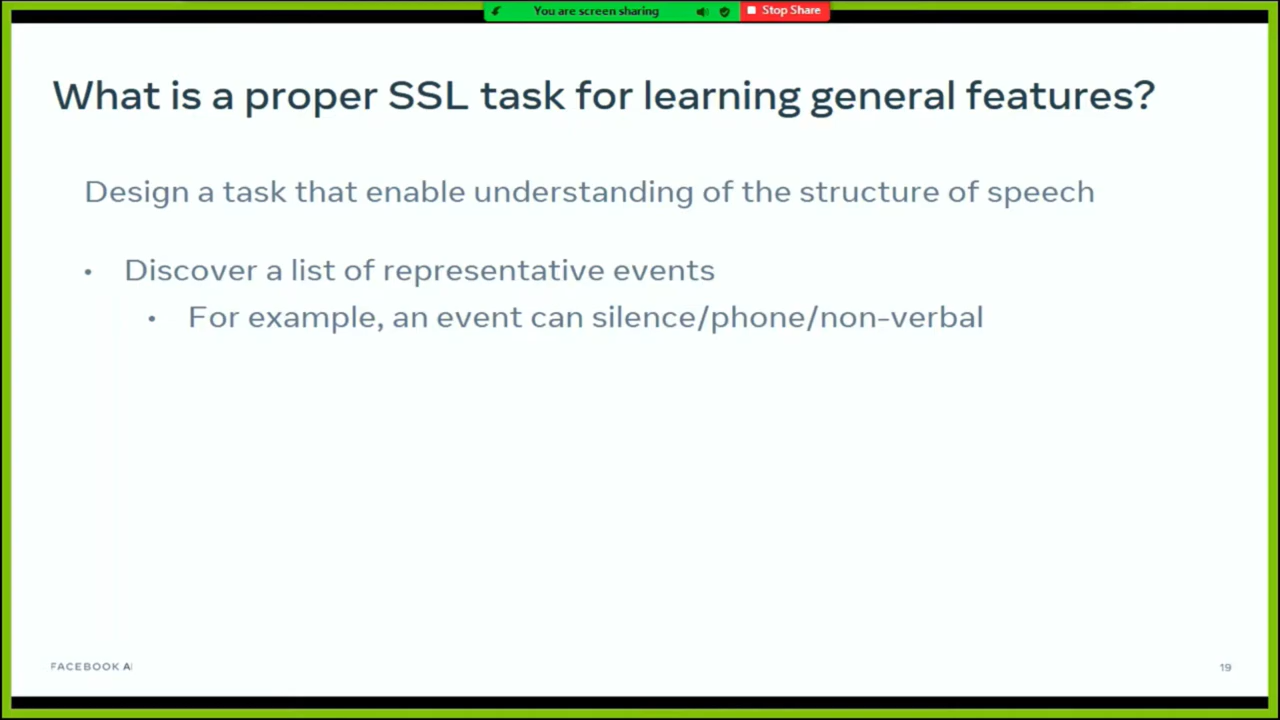 You are screen sharing
Stop Share
What is a proper SSL task for learning general features?
Design a task that enable understanding of the structure of speech
• Discover a list of representative events
• For example, an event can silence/phone/non-verbal
FACEBOOK AI
19